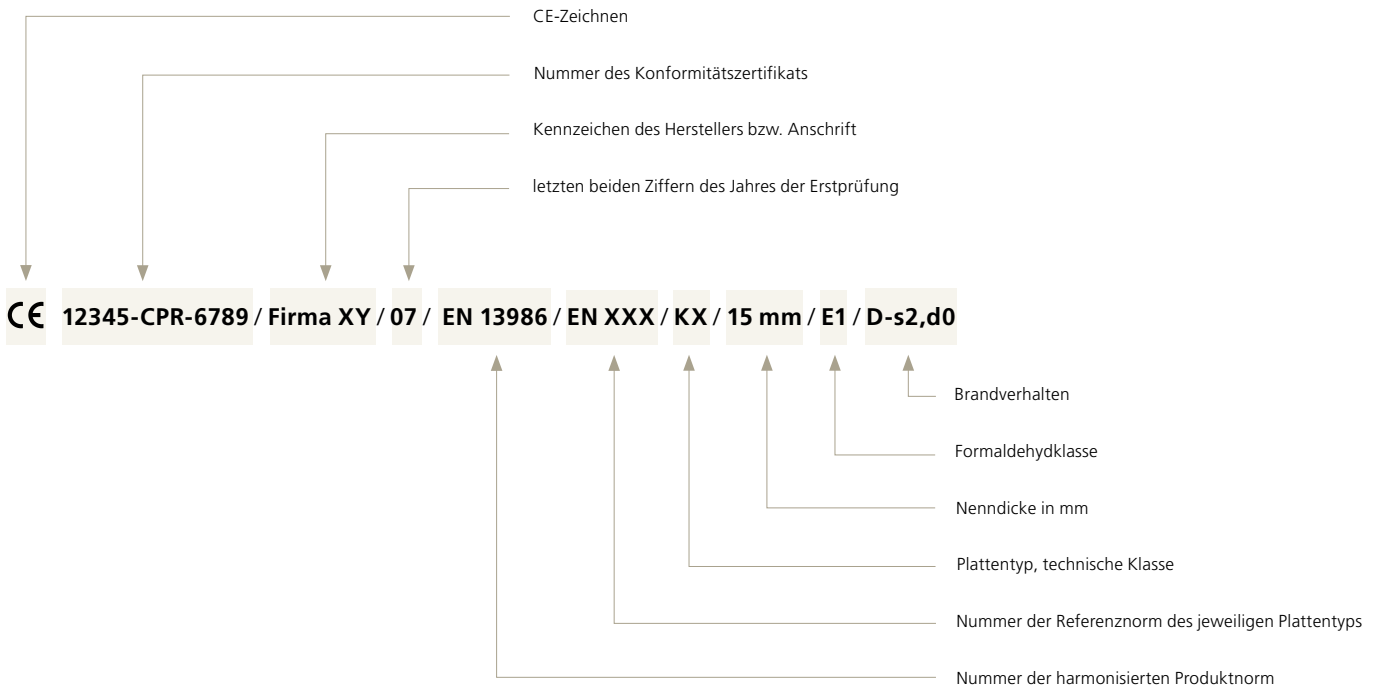 CE-Zeichnen
Nummer des Konformitätszertifikats
Kennzeichen des Herstellers bzw. Anschrift
letzten beiden Ziffern des Jahres der Erstprüfung
CE 12345-CPR-6789 / Firma XY / 07 / EN 13986 / EN XXX / KX / 15 mm / E1 / D-s2,d0
Brandverhalten
Formaldehydklasse
Nenndicke in mm
Plattentyp, technische Klasse
Nummer der Referenznorm des jeweiligen Plattentyps
Nummer der harmonisierten Produktnorm